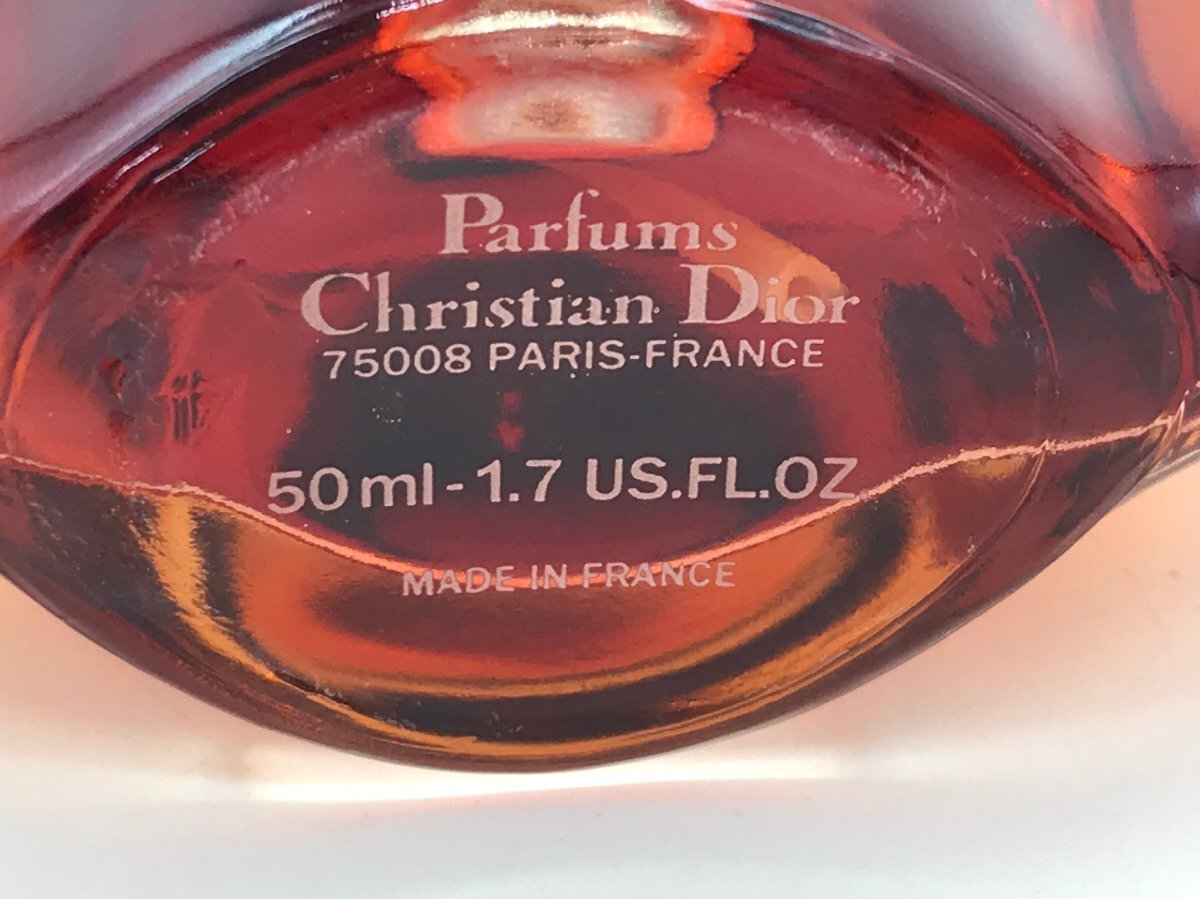 Parfums
Christian Dior
75008 PARIS-FRANCE
50ml-1.7 US.FL.OZ
MADE IN FRANCE